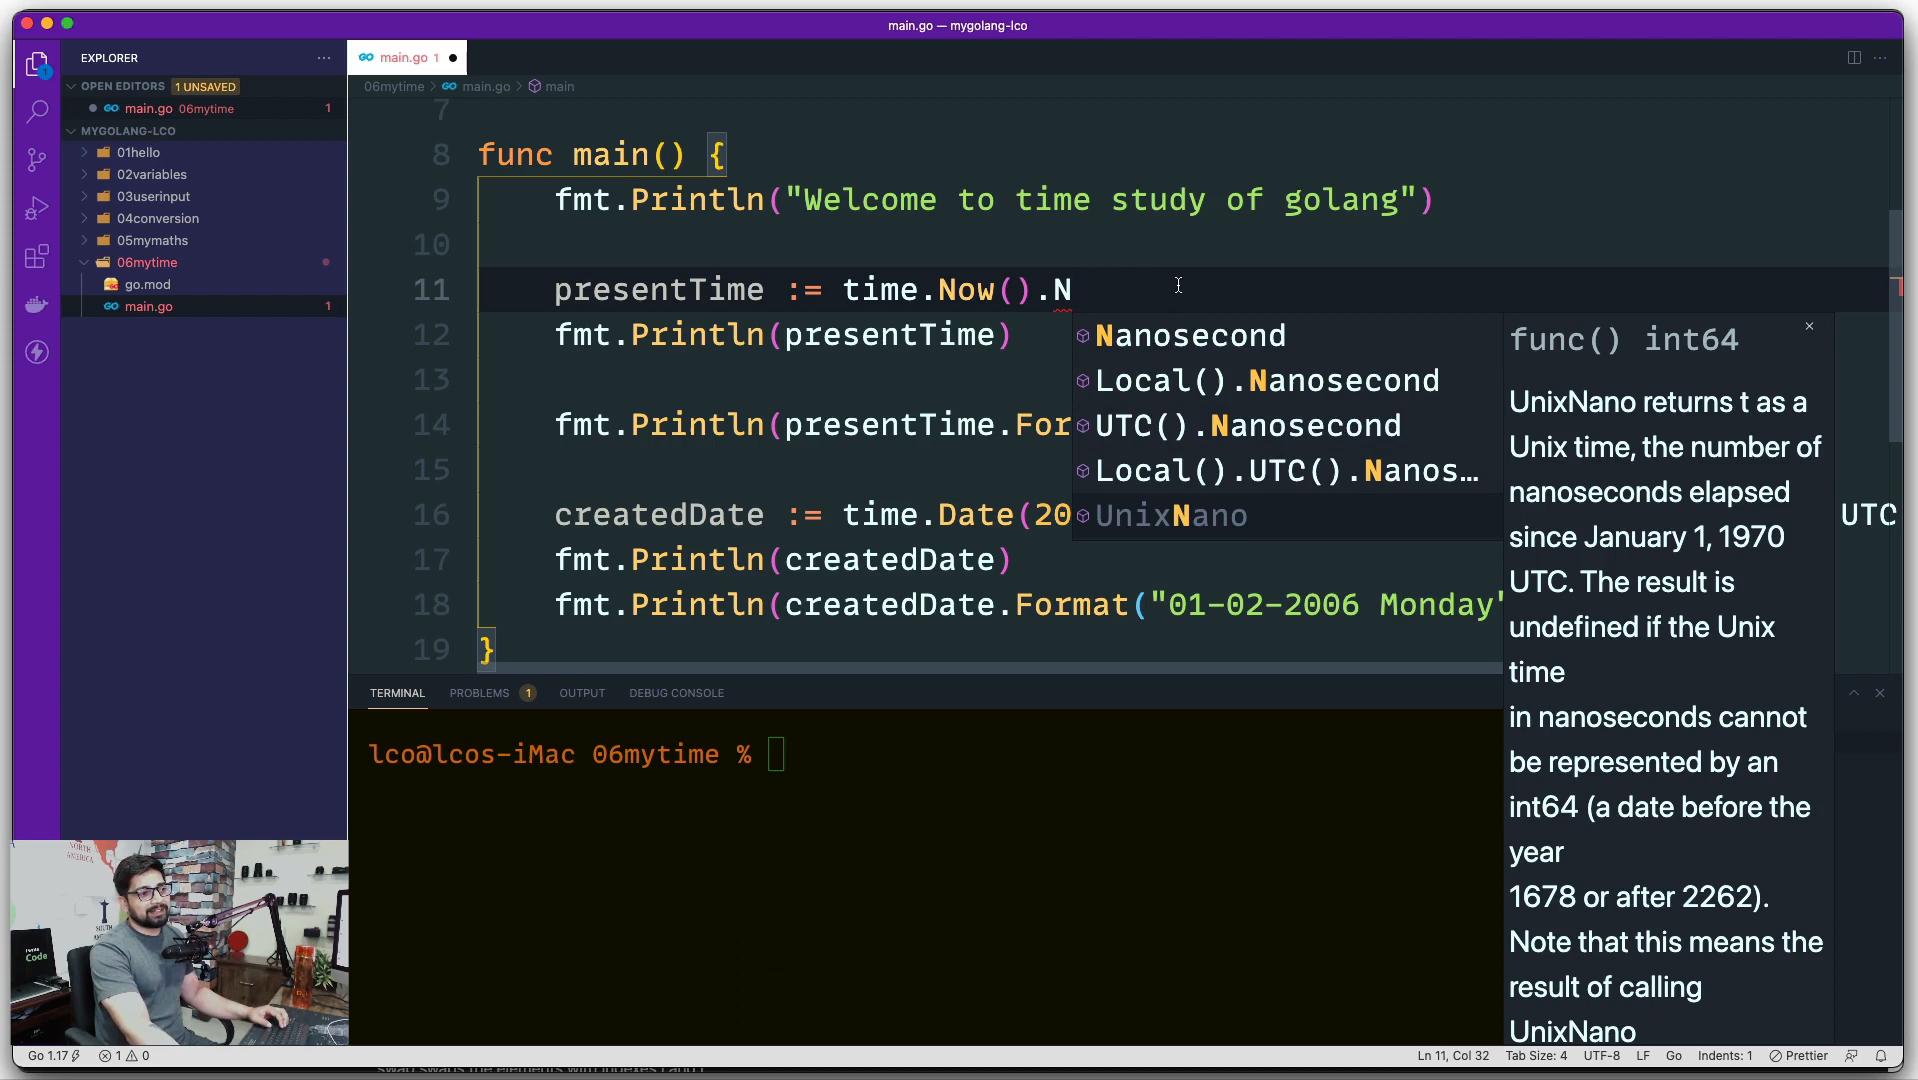 main.go — mygolang-lco
EXPLORER
main.go 1
OPEN EDITORS 1 UNSAVED
main.go 06mytime 1
MYGOLANG-LCO
01hello
02variables
03userinput
04conversion
05mymaths
06mytime
go.mod
main.go 1
06mytime > main.go > main
7
8 func main() {
9 fmt.Println("Welcome to time study of golang")
10
11 presentTime := time.Now().N
12 fmt.Println(presentTime)
13
14 fmt.Println(presentTime.For
15
16 createdDate := time.Date(20
UTC
17 fmt.Println(createdDate)
18 fmt.Println(createdDate.Format("01-02-2006 Monday"
19 }
Nanosecond
Local().Nanosecond
UTC().Nanosecond
Local().UTC().Nanos…
UnixNano
func() int64
UnixNano returns t as a
Unix time, the number of
nanoseconds elapsed
since January 1, 1970
UTC. The result is
undefined if the Unix
time
in nanoseconds cannot
be represented by an
int64 (a date before the
year
1678 or after 2262).
Note that this means the
result of calling
UnixNano
TERMINAL PROBLEMS 1 OUTPUT DEBUG CONSOLE
lco@lcos-iMac 06mytime %
NORTH
AMERICA
Code
Go 1.17 1 0
Ln 11, Col 32 Tab Size: 4 UTF-8 LF Go Indents: 1 Prettier